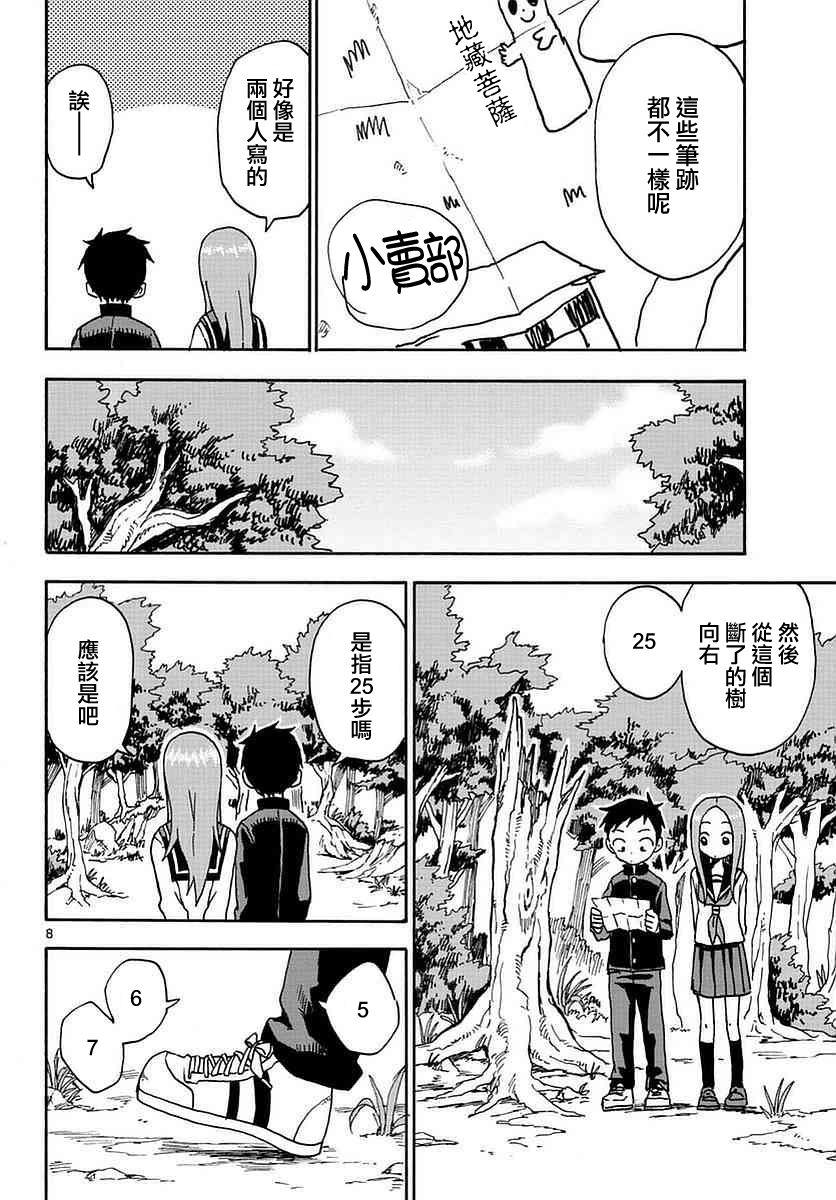 這些筆跡
都不一樣呢
地藏菩薩
小賣部
好像是
兩個人寫的
誒——
然後
從這個
斷了的樹
向右
25
是指
25步嗎
應該是吧
8
5
6
7